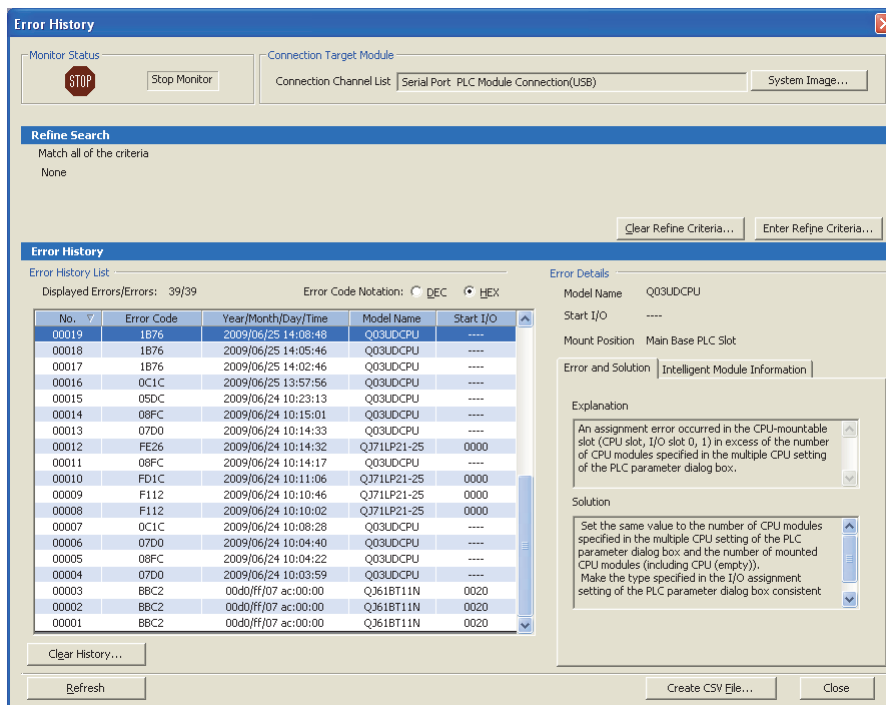 Error History
Monitor Status
STOP
Stop Monitor
Connection Target Module
Connection Channel List
Serial Port PLC Module Connection(USB)
System Image...
Refine Search
Match all of the criteria
None
Clear Refine Criteria...
Enter Refine Criteria...
Error History
Error History List
Displayed Errors/Errors: 39/39
Error Code Notation: DEC HEX
No. Error Code Year/Month/Day/Time Model Name Start I/O
00019 1B76 2009/06/25 14:08:48 Q03UDCPU ----
00018 1B76 2009/06/25 14:05:46 Q03UDCPU ----
00017 1B76 2009/06/25 14:02:46 Q03UDCPU ----
00016 0C1C 2009/06/25 13:57:56 Q03UDCPU ----
00015 05DC 2009/06/24 10:23:13 Q03UDCPU ----
00014 08FC 2009/06/24 10:15:01 Q03UDCPU ----
00013 07D0 2009/06/24 10:14:33 Q03UDCPU ----
00012 FE26 2009/06/24 10:14:32 QJ71LP21-25 0000
00011 08FC 2009/06/24 10:14:17 Q03UDCPU ----
00010 FD1C 2009/06/24 10:11:06 QJ71LP21-25 0000
00009 F112 2009/06/24 10:10:46 QJ71LP21-25 0000
00008 F112 2009/06/24 10:10:02 QJ71LP21-25 0000
00007 0C1C 2009/06/24 10:08:28 Q03UDCPU ----
00006 07D0 2009/06/24 10:04:40 Q03UDCPU ----
00005 08FC 2009/06/24 10:04:22 Q03UDCPU ----
00004 07D0 2009/06/24 10:03:59 Q03UDCPU ----
00003 BBC2 00d0/ff/07 ac:00:00 QJ61BT11N 0020
00002 BBC2 00d0/ff/07 ac:00:00 QJ61BT11N 0020
00001 BBC2 00d0/ff/07 ac:00:00 QJ61BT11N 0020
Error Details
Model Name Q03UDCPU
Start I/O ----
Mount Position Main Base PLC Slot
Error and Solution
Intelligent Module Information
Explanation
An assignment error occurred in the CPU-mountable
slot (CPU slot, I/O slot 0, 1) in excess of the number
of CPU modules specified in the multiple CPU setting
of the PLC parameter dialog box.
Solution
Set the same value to the number of CPU modules
specified in the multiple CPU setting of the PLC
parameter dialog box and the number of mounted
CPU modules (including CPU (empty)).
Make the type specified in the I/O assignment
setting of the PLC parameter dialog box consistent
Clear History...
Refresh
Create CSV File...
Close